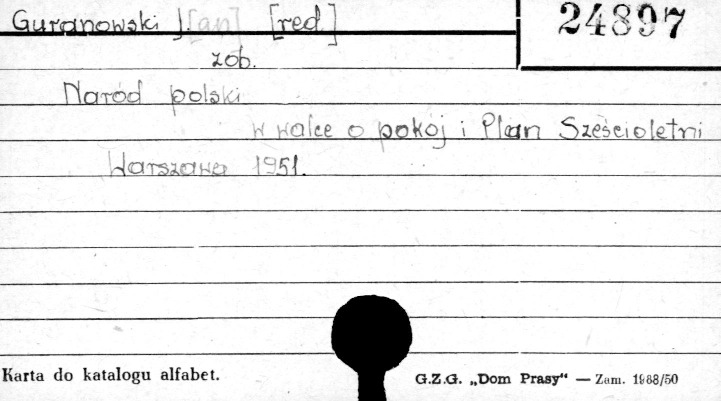 Guranowski J.[an] [red.]
24897
zob.
Naród polski
w walce o pokój i Plan Sześcioletni
Warszawa 1951.
Karta do katalogu alfabet.
G.Z.G. „Dom Prasy“ — Zam. 1988/50